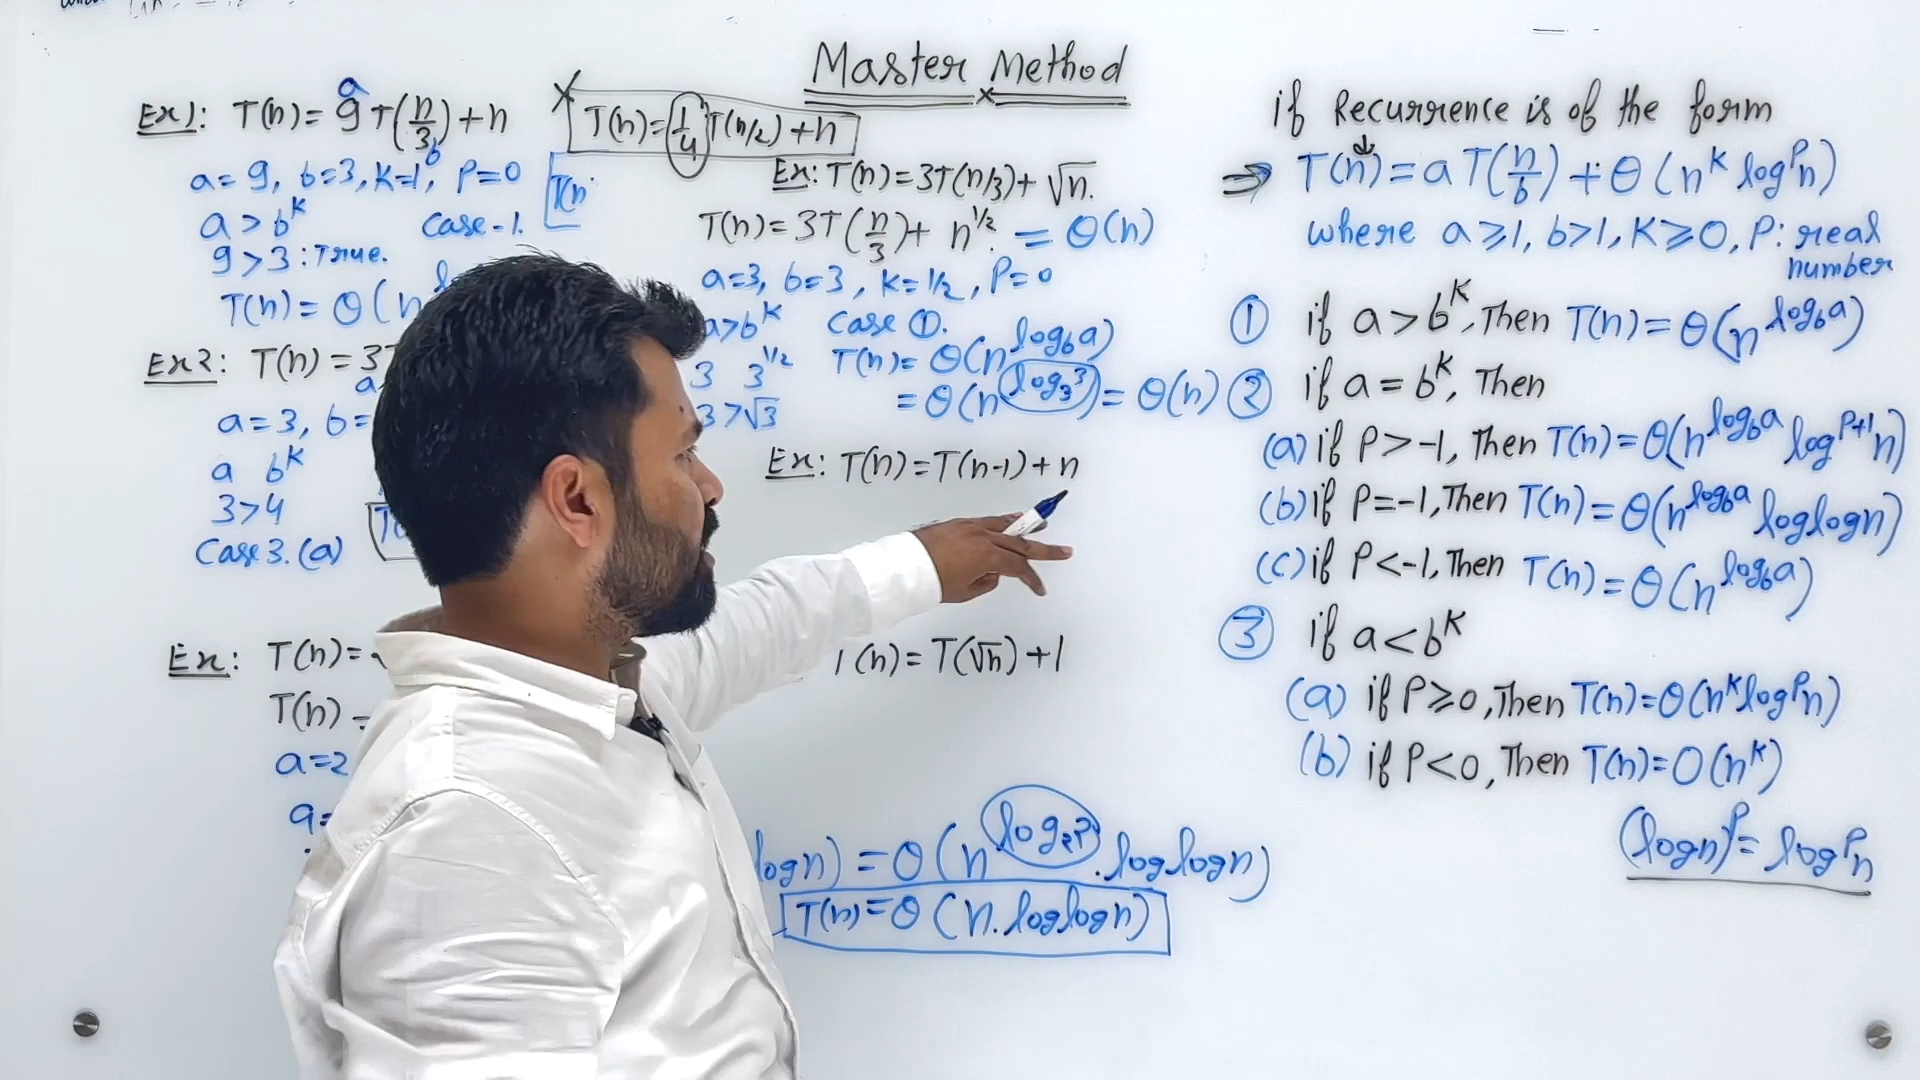 Master Method
Ex1: T(n) = 9T(n/3) + n
a
b
a = 9, b = 3, K = 1, P = 0
a > b^K Case-1.
9 > 3 : True.
T(n) = θ(n
Ex2: T(n) = 3T
a
a = 3, b =
a b^K
3 > 4
Case 3. (a)
Ex: T(n) =
T(n) =
a = 2
a =
T(n) = 1/4 T(n/2) + n
T(n
Ex: T(n) = 3T(n/3) + √n.
T(n) = 3T(n/3) + n^1/2. = θ(n)
a = 3, b = 3, K = 1/2, P = 0
a > b^K Case ①.
3 3^1/2 T(n) = θ(n^log_b a)
3 > √3 = θ(n^log_3 3) = θ(n)
Ex: T(n) = T(n-1) + n
(n) = T(√n) + 1
logn) = θ(n^log_2 2 . loglogn)
T(n) = θ(n.loglogn)
if Recurrence is of the form
⇒ T(n) = aT(n/b) + θ(n^K log^P n)
where a ≥ 1, b > 1, K ≥ 0, P: real
number
① if a > b^K, Then T(n) = θ(n^log_b a)
② if a = b^K, Then
(a) if P > -1, Then T(n) = θ(n^log_b a log^P+1 n)
(b) if P = -1, Then T(n) = θ(n^log_b a loglogn)
(c) if P < -1, Then T(n) = θ(n^log_b a)
③ if a < b^K
(a) if P ≥ 0, Then T(n) = θ(n^K log^P n)
(b) if P < 0, Then T(n) = O(n^K)
(logn)^P = log^P n